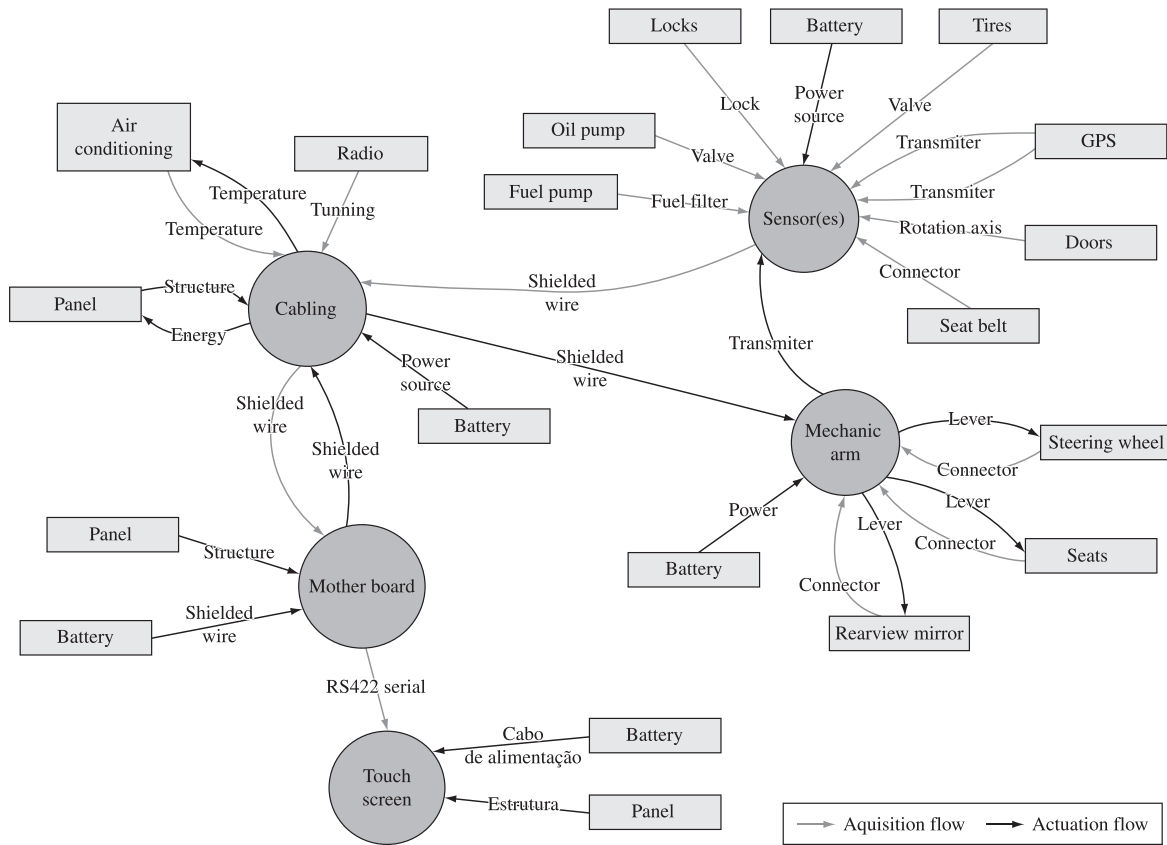 Locks
Battery
Tires
Air
conditioning
Radio
Oil pump
Fuel pump
Lock
Power
source
Valve
Valve
Transmiter
GPS
Fuel filter
Transmiter
Sensor(es)
Rotation axis
Doors
Connector
Seat belt
Temperature
Tunning
Temperature
Panel
Structure
Energy
Cabling
Shielded
wire
Shielded
wire
Transmiter
Power
source
Battery
Shielded
wire
Shielded
wire
Mechanic
arm
Lever
Steering wheel
Connector
Lever
Connector
Seats
Power
Battery
Lever
Connector
Rearview mirror
Panel
Structure
Mother board
Battery
Shielded
wire
RS422 serial
Touch
screen
Cabo
de alimentação
Battery
Estrutura
Panel
Aquisition flow
Actuation flow